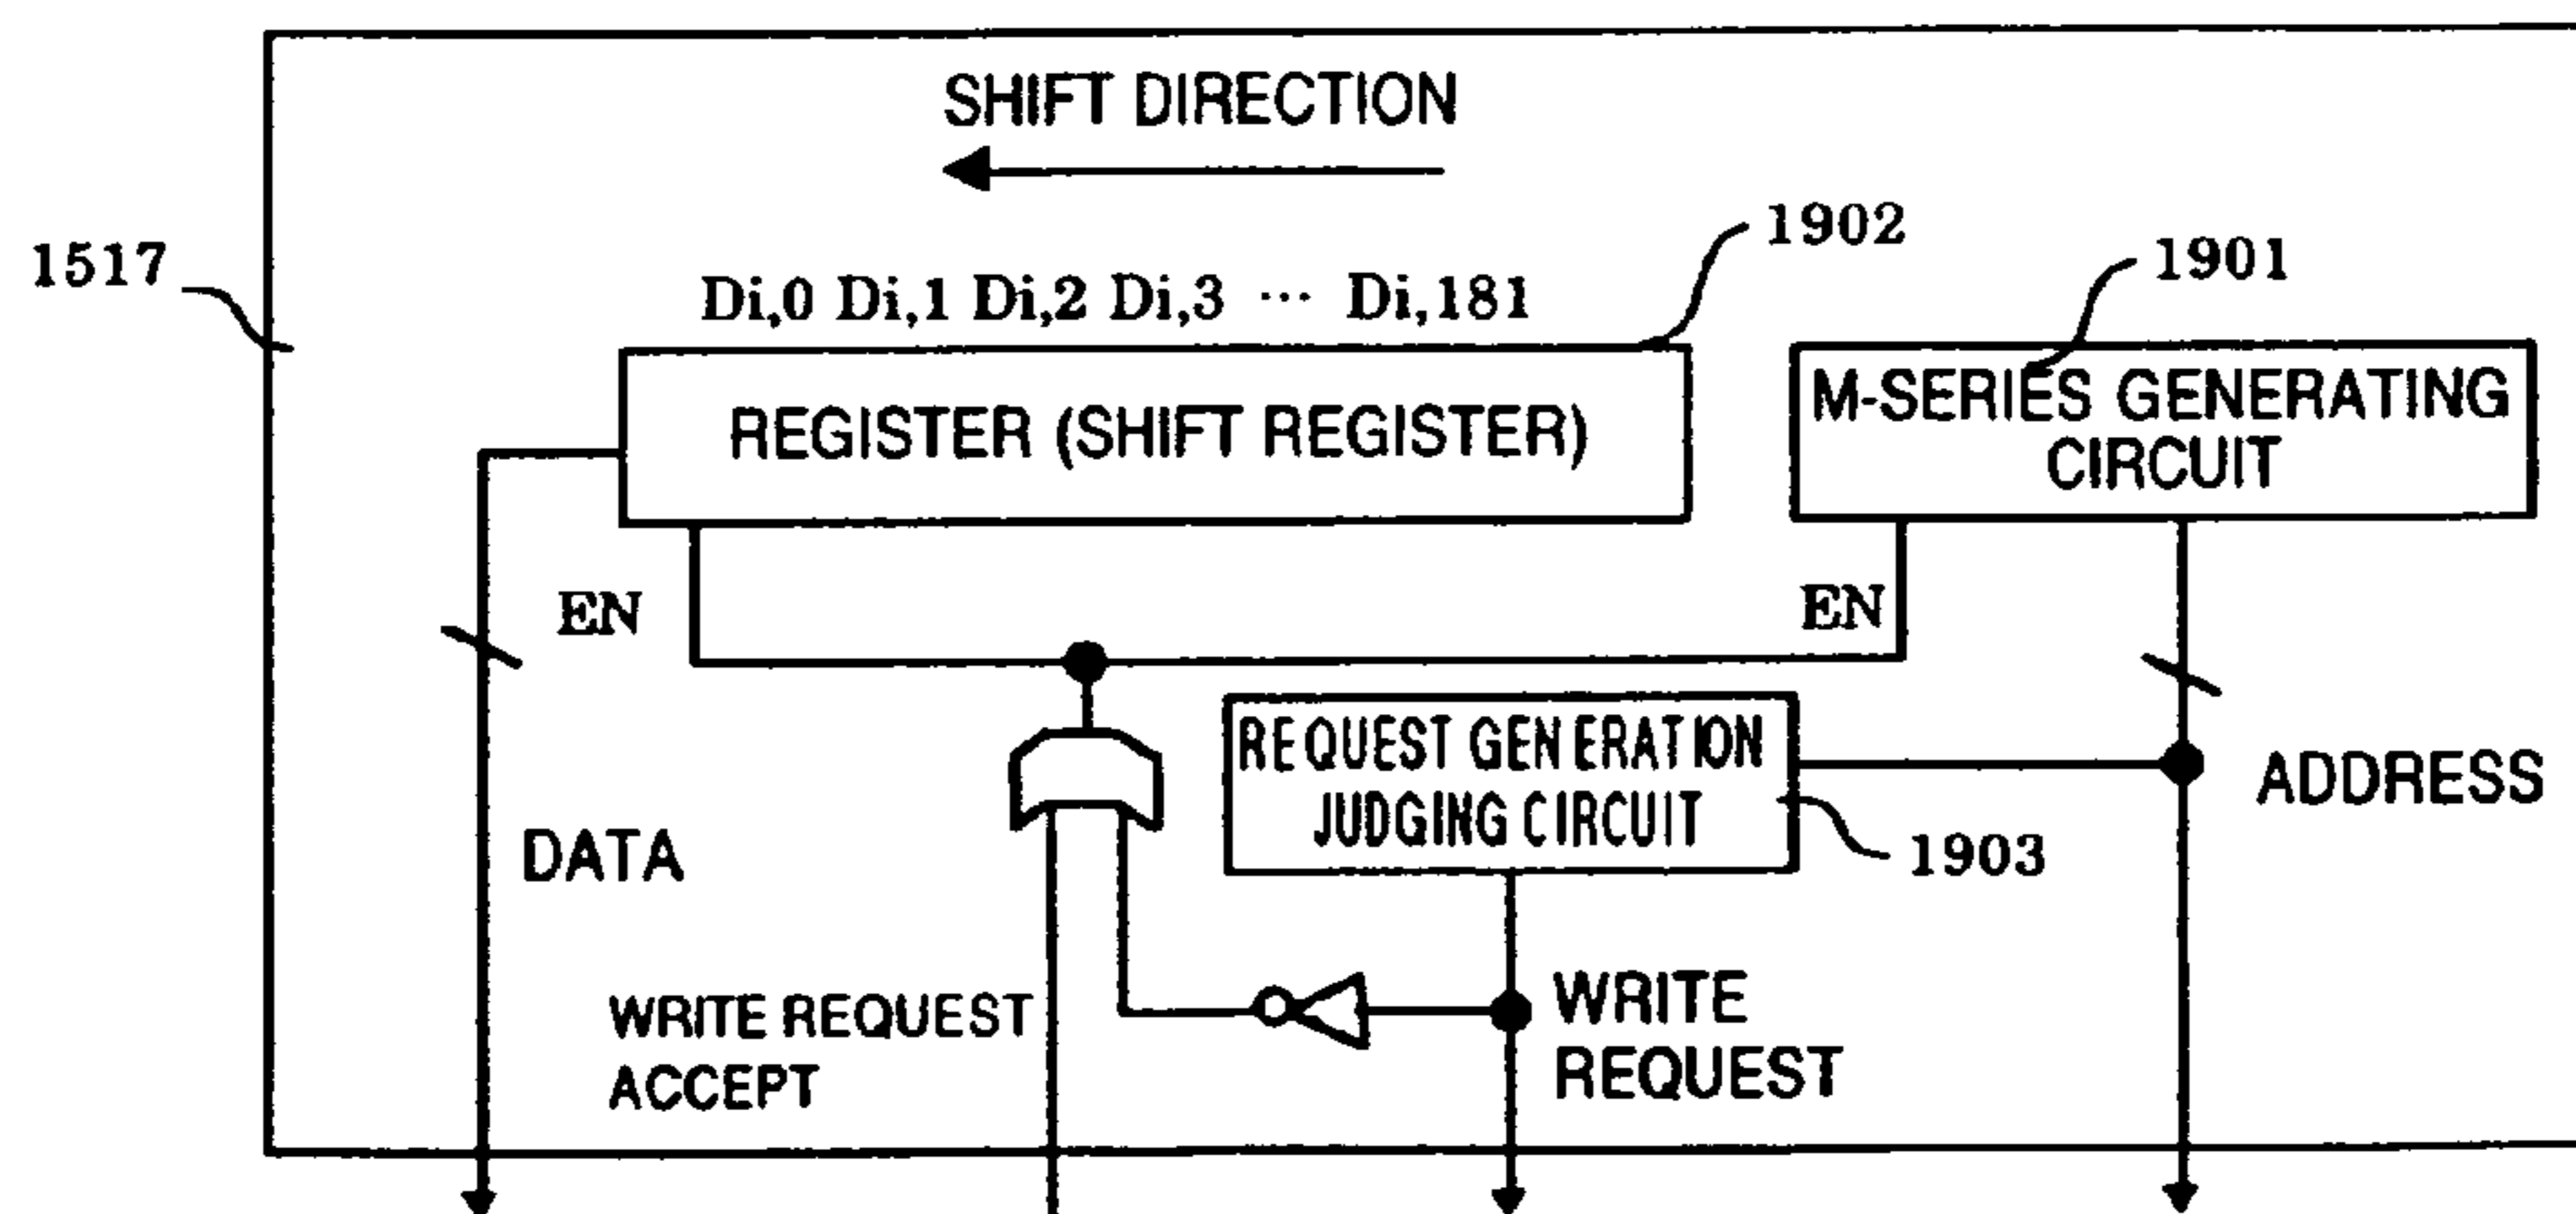 SHIFT DIRECTION
1902
1901
1517
Di,0 Di,1 Di,2 Di,3 ··· Di,181
REGISTER (SHIFT REGISTER)
M-SERIES GENERATING
CIRCUIT
EN
EN
REQUEST GENERATION
JUDGING CIRCUIT
ADDRESS
DATA
1903
WRITE REQUEST
ACCEPT
WRITE
REQUEST